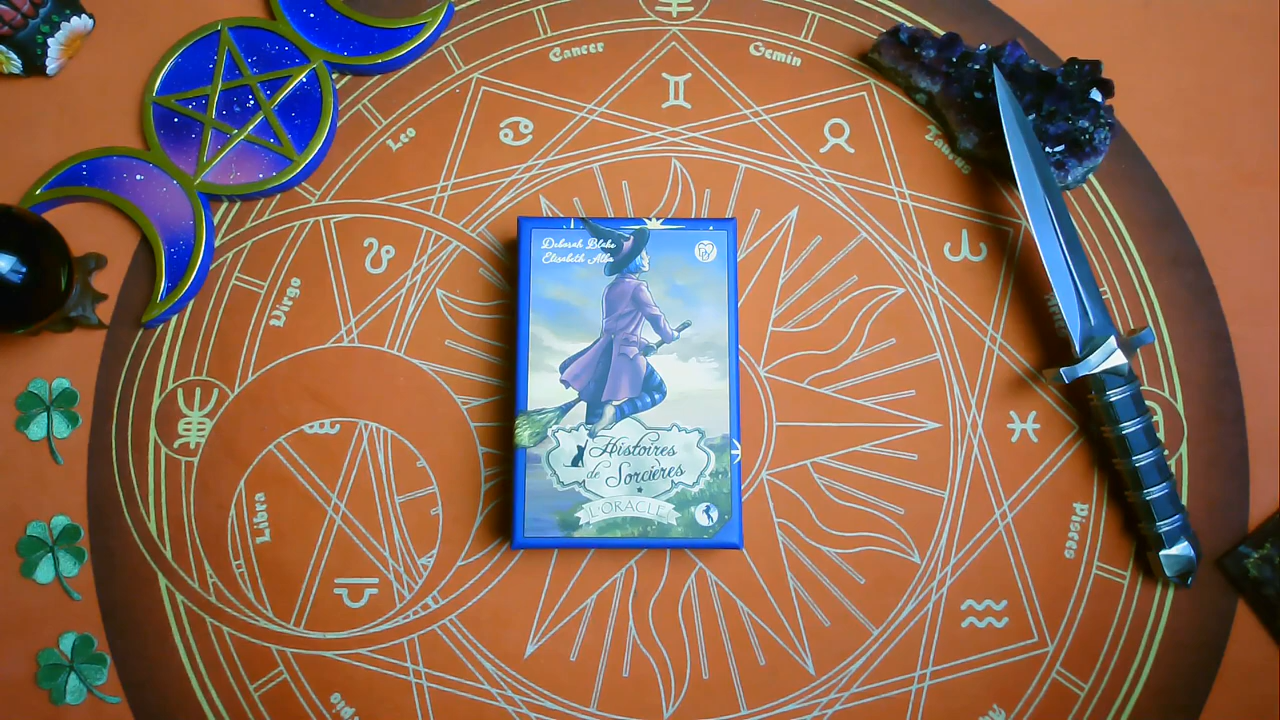 Cancer
Gemin
Leo
Taurus
Virgo
Deborah Blake
Elisabeth Alba
Histoires
de Sorcières
L'ORACLE
Libra
Pisces